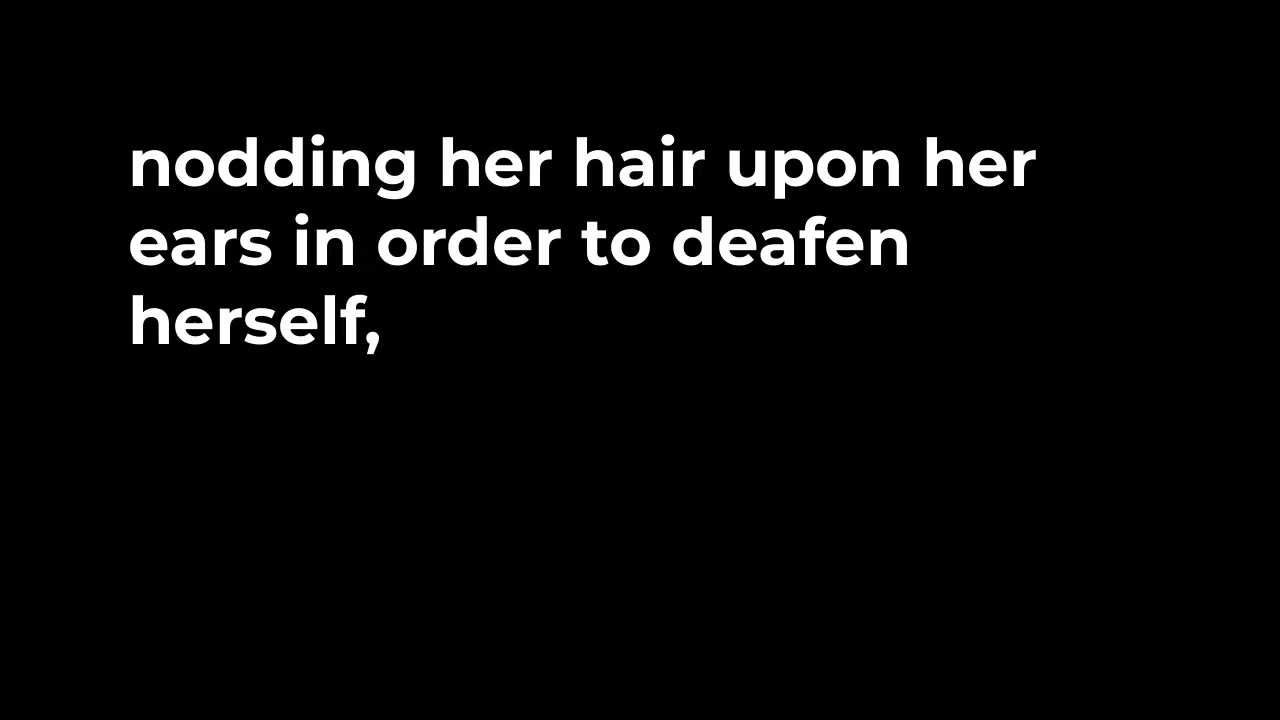 nodding her hair upon her
ears in order to deafen
herself,